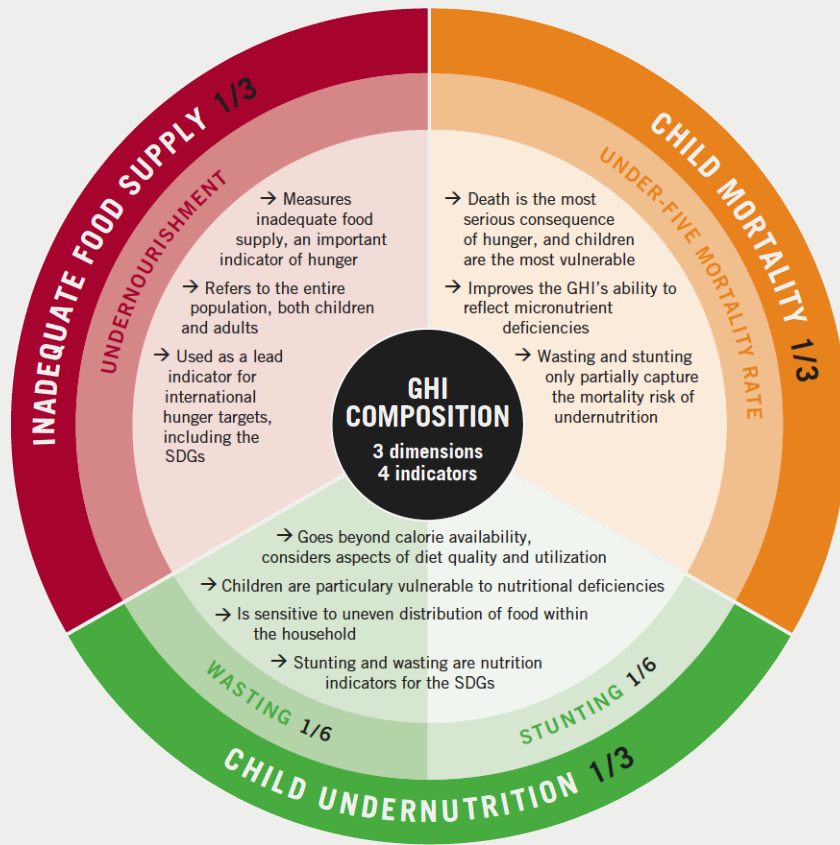 INADEQUATE FOOD SUPPLY 1/3
UNDERNOURISHMENT
→ Measures
inadequate food
supply, an important
indicator of hunger
→ Refers to the entire
population, both children
and adults
→ Used as a lead
indicator for
international
hunger targets,
including the
SDGs
CHILD MORTALITY 1/3
UNDER-FIVE MORTALITY RATE
→ Death is the most
serious consequence
of hunger, and children
are the most vulnerable
→ Improves the GHI’s ability to
reflect micronutrient
deficiencies
→ Wasting and stunting
only partially capture
the mortality risk of
undernutrition
GHI
COMPOSITION
3 dimensions
4 indicators
→ Goes beyond calorie availability,
considers aspects of diet quality and utilization
→ Children are particulary vulnerable to nutritional deficiencies
→ Is sensitive to uneven distribution of food within
the household
→ Stunting and wasting are nutrition
indicators for the SDGs
WASTING 1/6
STUNTING 1/6
CHILD UNDERNUTRITION 1/3